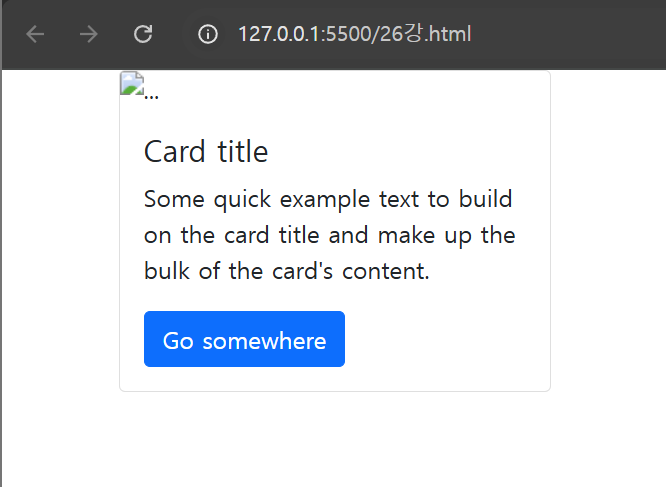 127.0.0.1:5500/26강.html
...
Card title
Some quick example text to build
on the card title and make up the
bulk of the card's content.
Go somewhere